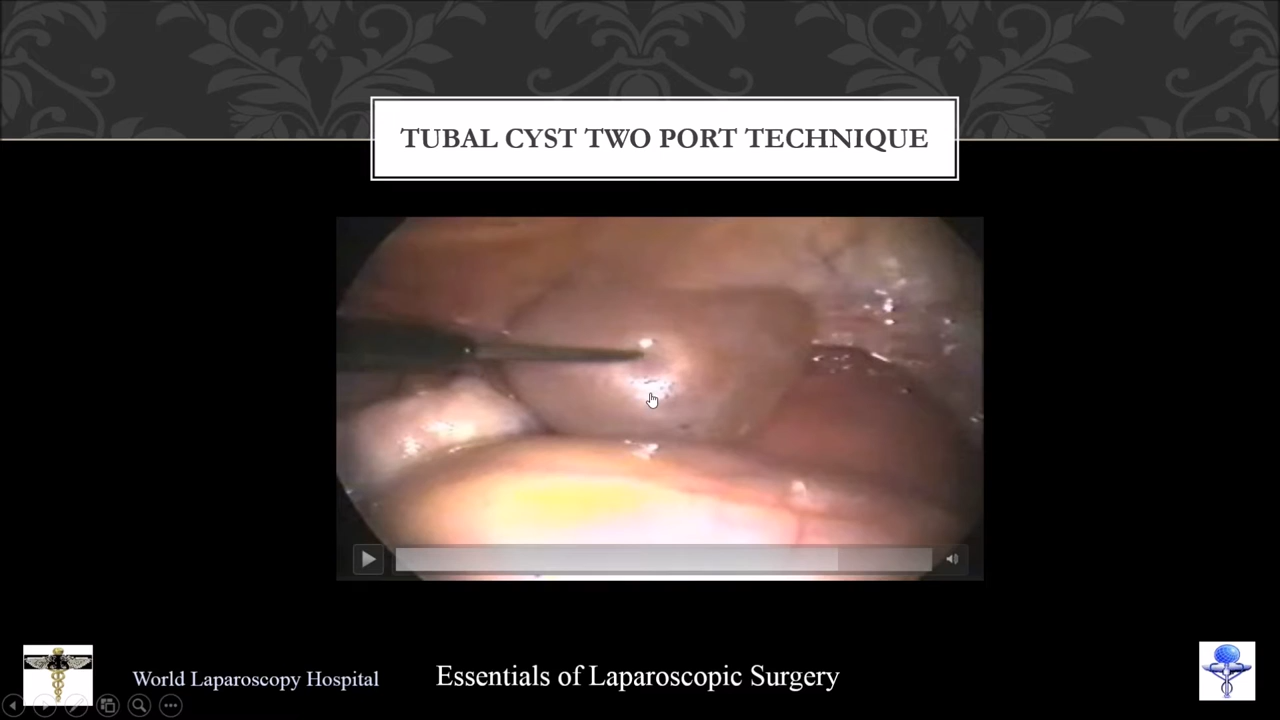 TUBAL CYST TWO PORT TECHNIQUE
World Laparoscopy Hospital
Essentials of Laparoscopic Surgery